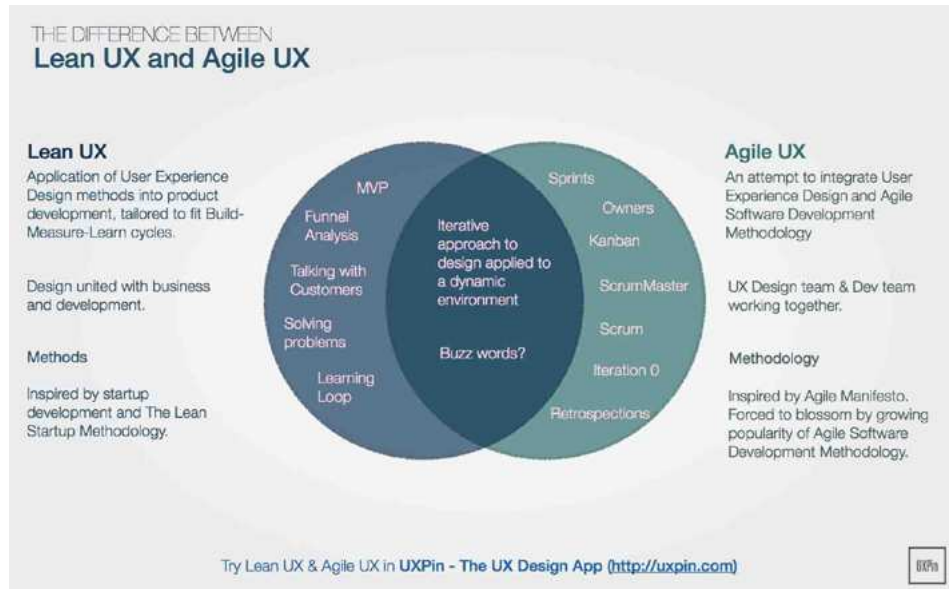 THE DIFFERENCE BETWEEN
Lean UX and Agile UX
Lean UX
Application of User Experience
Design methods into product
development, tailored to fit Build-
Measure-Learn cycles.
Design united with business
and development.
Methods
Inspired by startup
development and The Lean
Startup Methodology.
MVP
Funnel
Analysis
Talking with
Customers
Solving
problems
Learning
Loop
Iterative
approach to
design applied to
a dynamic
environment
Buzz words?
Sprints
Owners
Kanban
ScrumMaster
Scrum
Iteration 0
Retrospections
Agile UX
An attempt to integrate User
Experience Design and Agile
Software Development
Methodology
UX Design team & Dev team
working together.
Methodology
Inspired by Agile Manifesto.
Forced to blossom by growing
popularity of Agile Software
Development Methodology.
Try Lean UX & Agile UX in UXPin - The UX Design App (http://uxpin.com)
UXPin